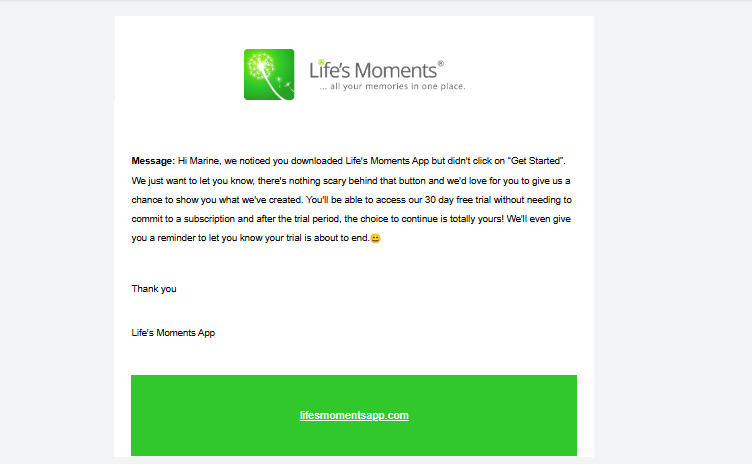 Life's Moments®
... all your memories in one place.
Message: Hi Marine, we noticed you downloaded Life's Moments App but didn't click on “Get Started”.
We just want to let you know, there's nothing scary behind that button and we'd love for you to give us a
chance to show you what we've created. You'll be able to access our 30 day free trial without needing to
commit to a subscription and after the trial period, the choice to continue is totally yours! We'll even give
you a reminder to let you know your trial is about to end.😄
Thank you
Life's Moments App
lifesmomentsapp.com